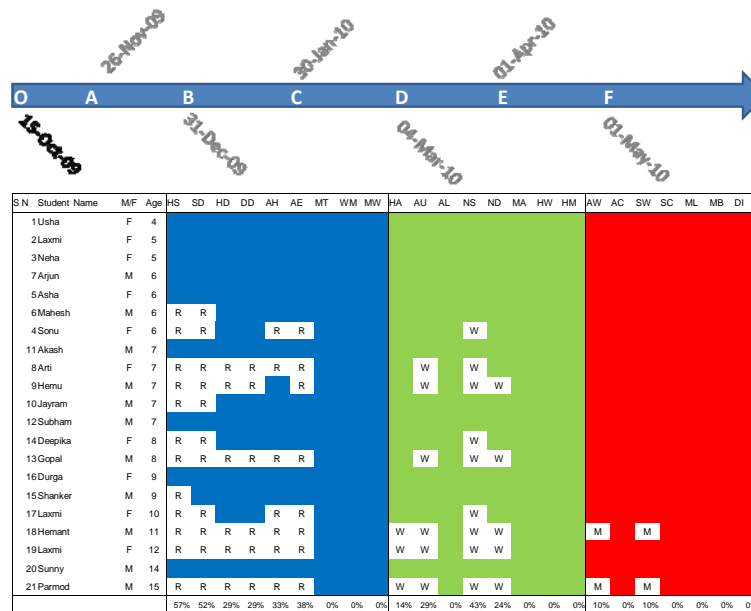 26-Nov-09 30-Jan-10 01-Apr-10
O A B C D E F
15-Oct-09 31-Dec-09 04-Mar-10 01-May-10
S N Student Name M/F Age HS SD HD DD AH AE MT WM MW HA AU AL NS ND MA HW HM AW AC SW SC ML MB DI
1 Usha F 4
2 Laxmi F 5
3 Neha F 5
7 Arjun M 6
5 Asha F 6
6 Mahesh M 6 R R
4 Sonu F 6 R R R R W
11 Akash M 7
8 Arti F 7 R R R R R R W W
9 Hemu M 7 R R R R R W W W
10 Jayram M 7 R R
12 Subham M 7
14 Deepika F 8 R R W
13 Gopal M 8 R R R R R R W W W
16 Durga F 9
15 Shanker M 9 R
17 Laxmi F 10 R R R R W
18 Hemant M 11 R R R R R R W W W W M M
19 Laxmi F 12 R R R R R R W W W W
20 Sunny M 14
21 Parmod M 15 R R R R R R W W W W M M
57% 52% 29% 29% 33% 38% 0% 0% 0% 14% 29% 0% 43% 24% 0% 0% 0% 10% 0% 10% 0% 0% 0% 0%